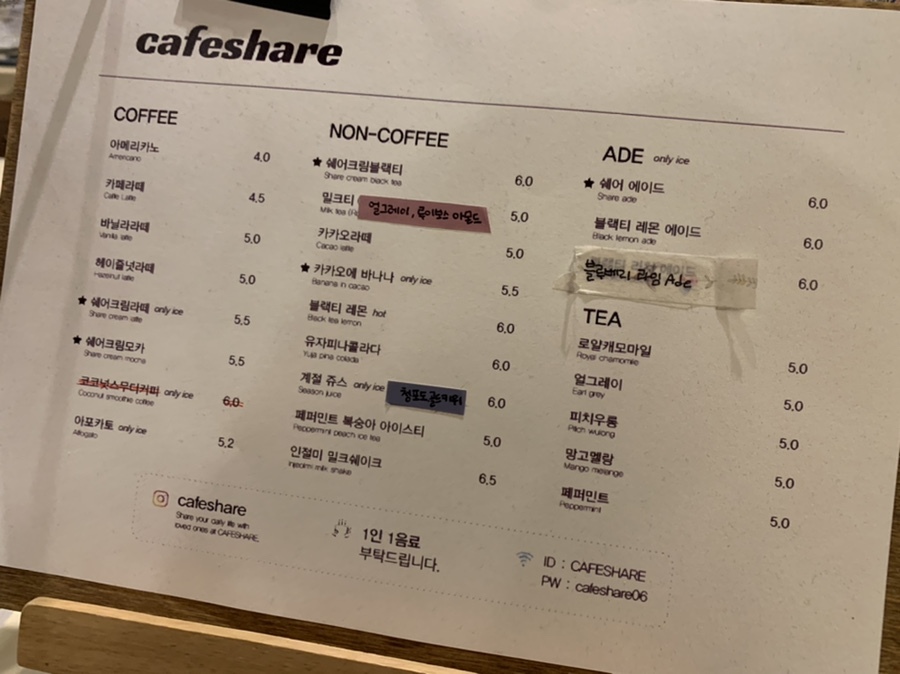 cafeshare
COFFEE
아메리카노 4.0
Americano
카페라떼 4.5
Caffe Latte
바닐라라떼 5.0
Vanilla latte
헤이즐넛라떼 5.0
Hazelnut latte
★ 쉐어크림라떼 only ice 5.5
Share cream latte
★ 쉐어크림모카 5.5
Share cream mocha
코코넛스무디커피 only ice 6.0
Coconut smoothie coffee
아포카토 only ice 5.2
Affogato
NON-COFFEE
★ 쉐어크림블랙티 6.0
Share cream black tea
밀크티 얼그레이, 루이보스 아몬드 5.0
Milk tea
카카오라떼 5.0
Cacao latte
★ 카카오에 바나나 only ice 5.5
Banana in cacao
블랙티 레몬 hot 6.0
Black tea lemon
유자피나콜라다 6.0
Yuja pina colada
계절 쥬스 only ice 청포도 6.0
Season juice
페퍼민트 복숭아 아이스티 5.0
Peppermint peach ice tea
인절미 밀크쉐이크 6.5
Injeolmi milk shake
ADE only ice
★ 쉐어 에이드 6.0
Share ade
블랙티 레몬 에이드 6.0
Black lemon ade
블루베리 라임 Ade 6.0
TEA
로얄캐모마일 5.0
Royal chamomile
얼그레이 5.0
Earl grey
피치우롱 5.0
Pitch wulong
망고멜랑 5.0
Mango melange
페퍼민트 5.0
Peppermint
cafeshare
Share your daily life with
loved ones at CAFESHARE.
1인 1음료
부탁드립니다.
ID : CAFESHARE
PW : cafeshare06